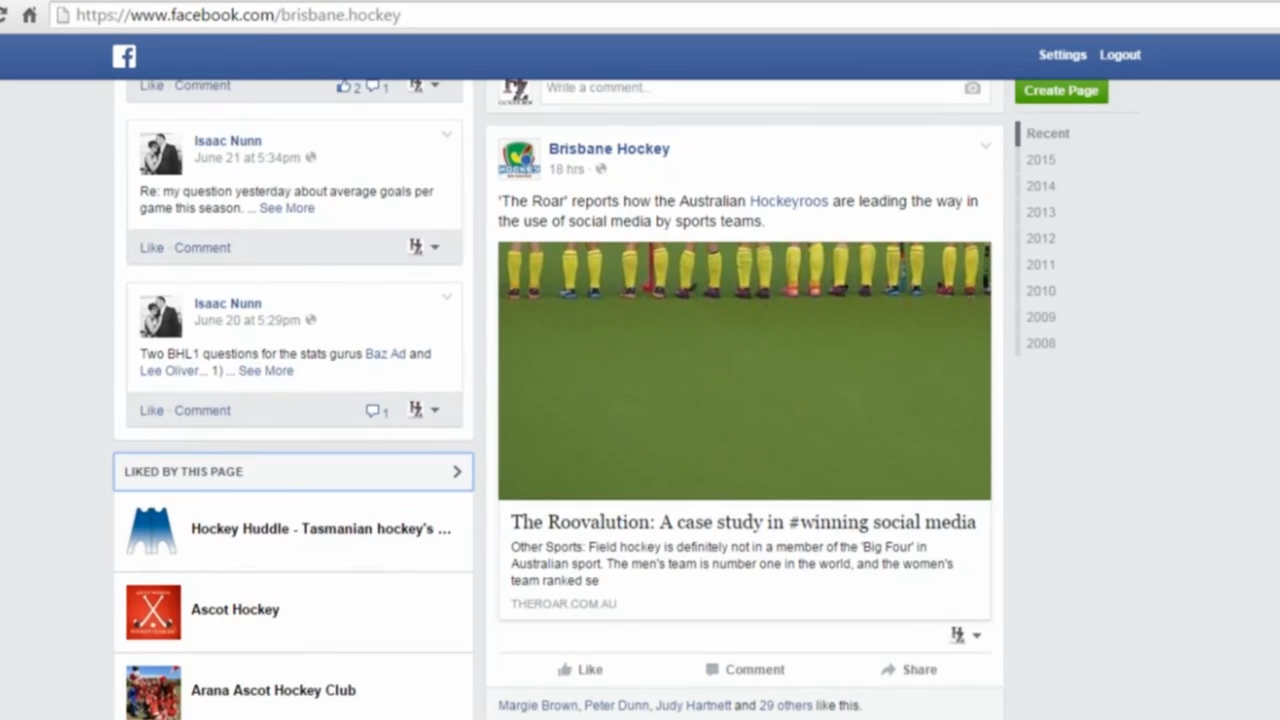 https://www.facebook.com/brisbane.hockey
f
Settings Logout
Like · Comment 2 1
Isaac Nunn
June 21 at 5:34pm
Re: my question yesterday about average goals per
game this season. ... See More
Like · Comment
Isaac Nunn
June 20 at 5:29pm
Two BHL1 questions for the stats gurus Baz Ad and
Lee Oliver... 1) ... See More
Like · Comment 1
LIKED BY THIS PAGE
Hockey Huddle - Tasmanian hockey's ...
Ascot Hockey
Arana Ascot Hockey Club
Write a comment...
Brisbane Hockey
18 hrs ·
'The Roar' reports how the Australian Hockeyroos are leading the way in
the use of social media by sports teams.
The Roovalution: A case study in #winning social media
Other Sports: Field hockey is definitely not in a member of the 'Big Four' in
Australian sport. The men's team is number one in the world, and the women's
team ranked se
THEROAR.COM.AU
Like Comment Share
Margie Brown, Peter Dunn, Judy Hartnett and 29 others like this.
Create Page
Recent
2015
2014
2013
2012
2011
2010
2009
2008